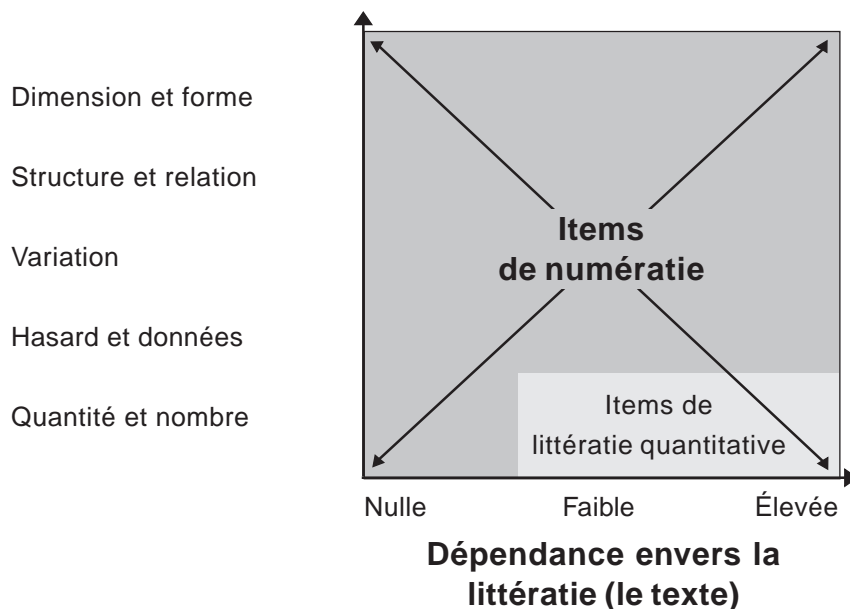 Dimension et forme
Structure et relation
Items
de numératie
Variation
Hasard et données
Items de
littératie quantitative
Quantité et nombre
Nulle
Faible
Élevée
Dépendance envers la
littératie (le texte)